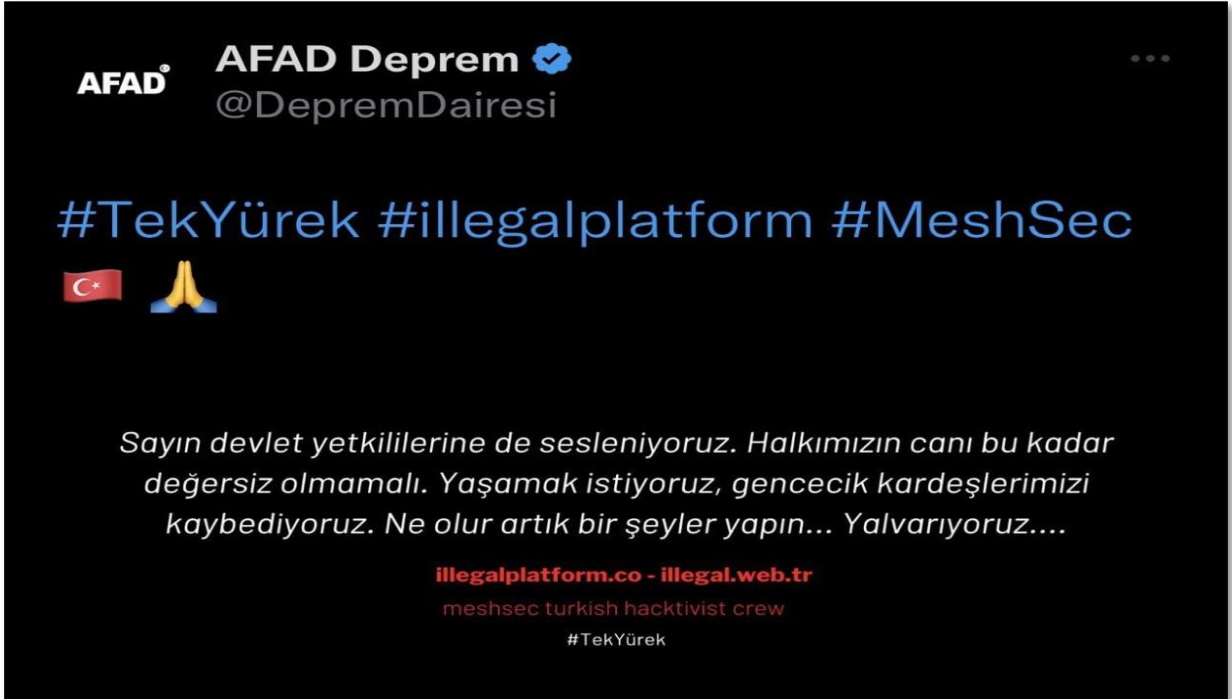 AFAD
AFAD Deprem
@DepremDairesi
#TekYürek #illegalplatform #MeshSec
Sayın devlet yetkililerine de sesleniyoruz. Halkımızın canı bu kadar
değersiz olmamalı. Yaşamak istiyoruz, gencecik kardeşlerimizi
kaybediyoruz. Ne olur artık bir şeyler yapın... Yalvarıyoruz....
illegalplatform.co - illegal.web.tr
meshsec turkish hacktivist crew
#TekYürek